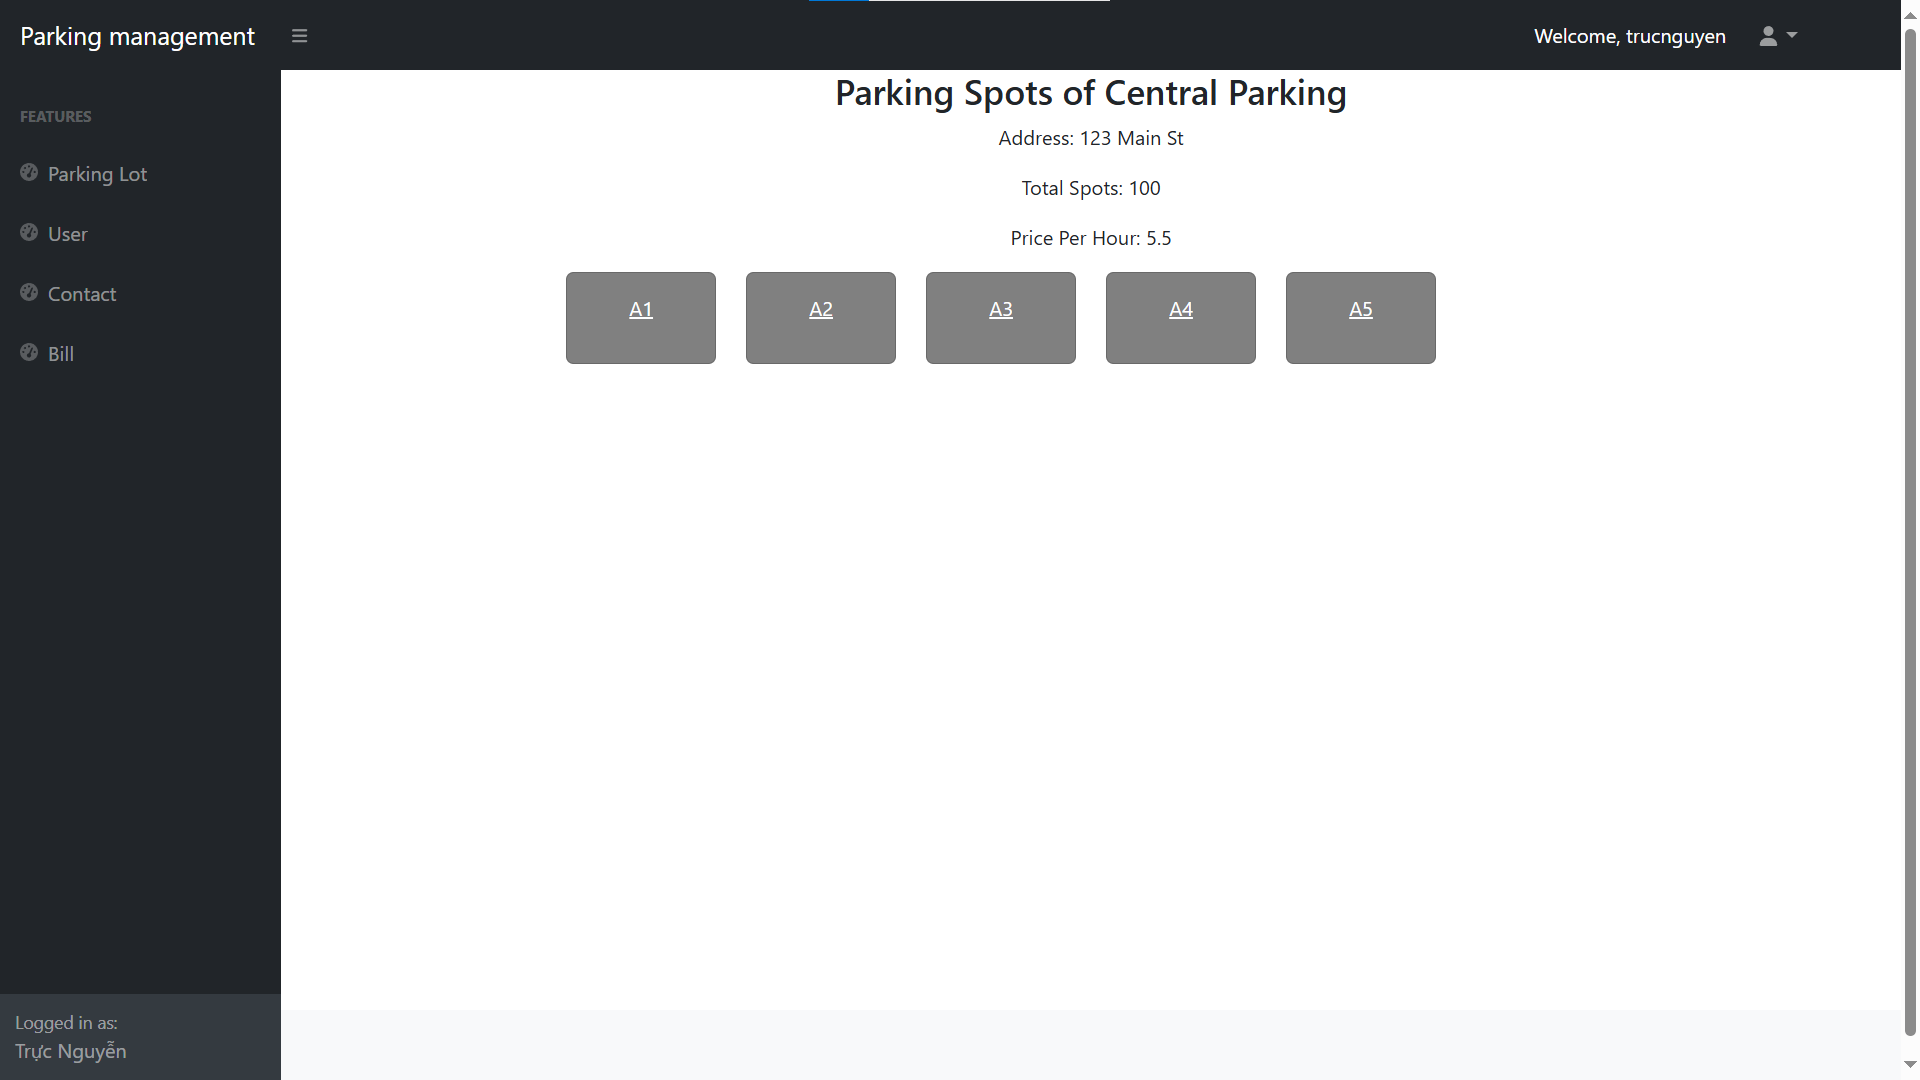 Parking management
Welcome, trucnguyen
FEATURES
Parking Lot
User
Contact
Bill
Parking Spots of Central Parking
Address: 123 Main St
Total Spots: 100
Price Per Hour: 5.5
A1 A2 A3 A4 A5
Logged in as:
Trực Nguyễn